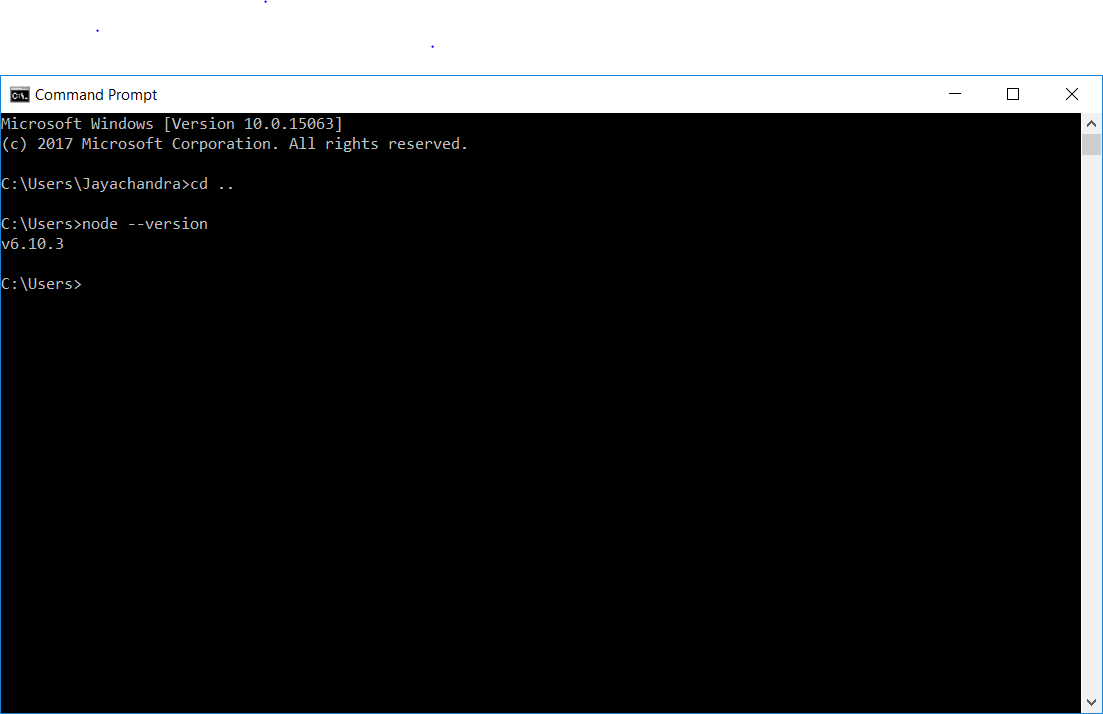 Command Prompt
Microsoft Windows [Version 10.0.15063]
(c) 2017 Microsoft Corporation. All rights reserved.
C:\Users\Jayachandra>cd ..
C:\Users>node --version
v6.10.3
C:\Users>